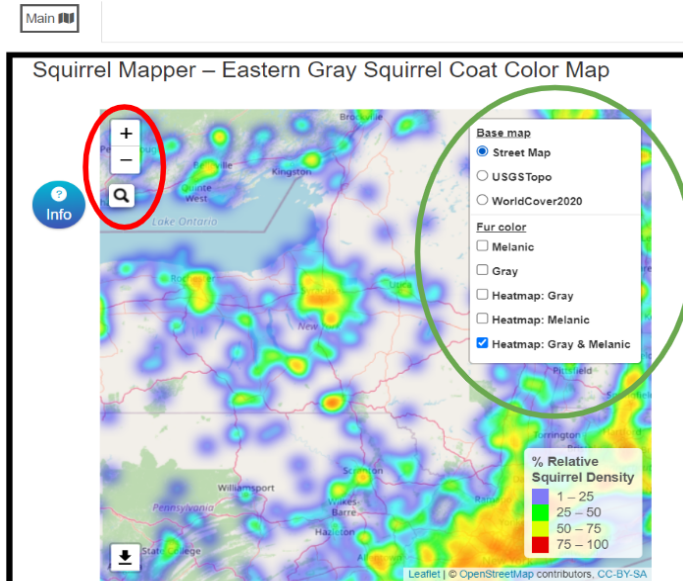 Main
Squirrel Mapper – Eastern Gray Squirrel Coat Color Map
+
−
?
Info
Brockville
Kingston
Quinte
West
Lake Ontario
Rochester
Utica
New York
Base map
Street Map
USGSTopo
WorldCover2020
Fur color
Melanic
Gray
Heatmap: Gray
Heatmap: Melanic
Heatmap: Gray & Melanic
Pittsfield
Torrington
Williamsport
Scranton
Wilkes-
Barre
Hazleton
Pennsylvania
State College
% Relative
Squirrel Density
1 – 25
25 – 50
50 – 75
75 – 100
Leaflet | © OpenStreetMap contributors, CC-BY-SA